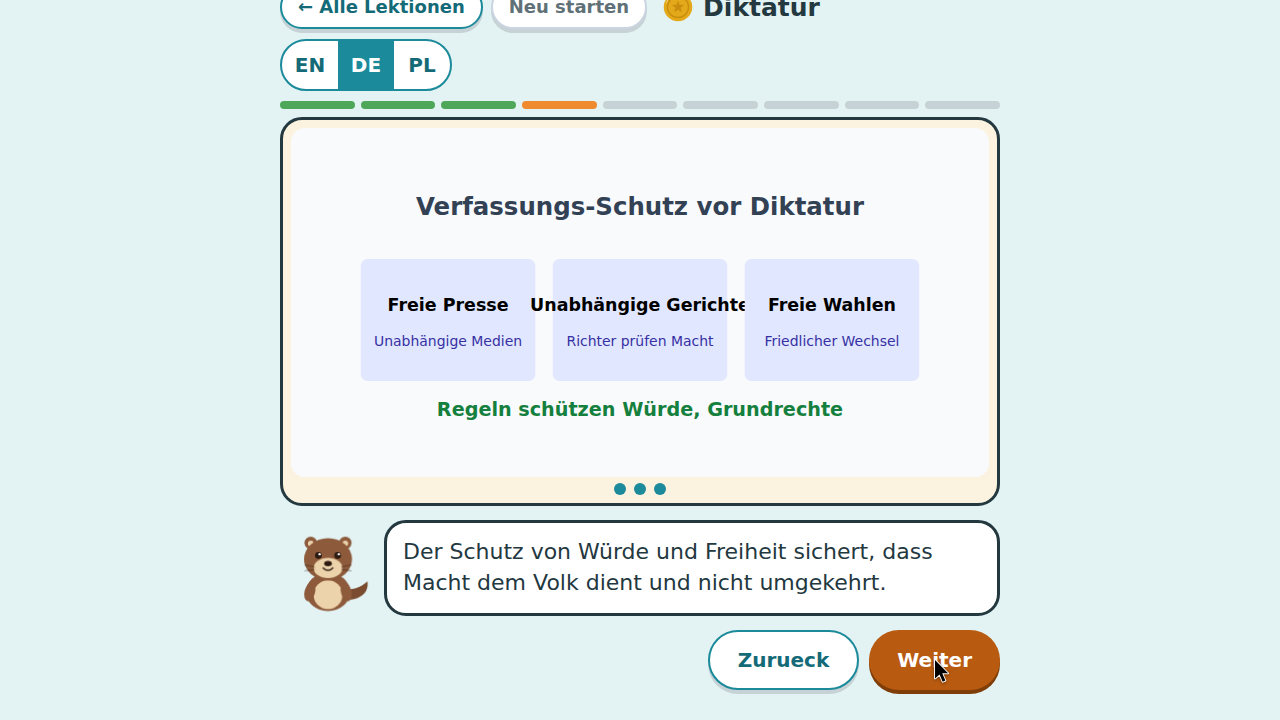 ← Alle Lektionen
Neu starten
Diktatur
EN
DE
PL
Verfassungs-Schutz vor Diktatur
Freie Presse
Unabhängige Medien
Unabhängige Gerichte
Richter prüfen Macht
Freie Wahlen
Friedlicher Wechsel
Regeln schützen Würde, Grundrechte
Der Schutz von Würde und Freiheit sichert, dass
Macht dem Volk dient und nicht umgekehrt.
Zurueck
Weiter